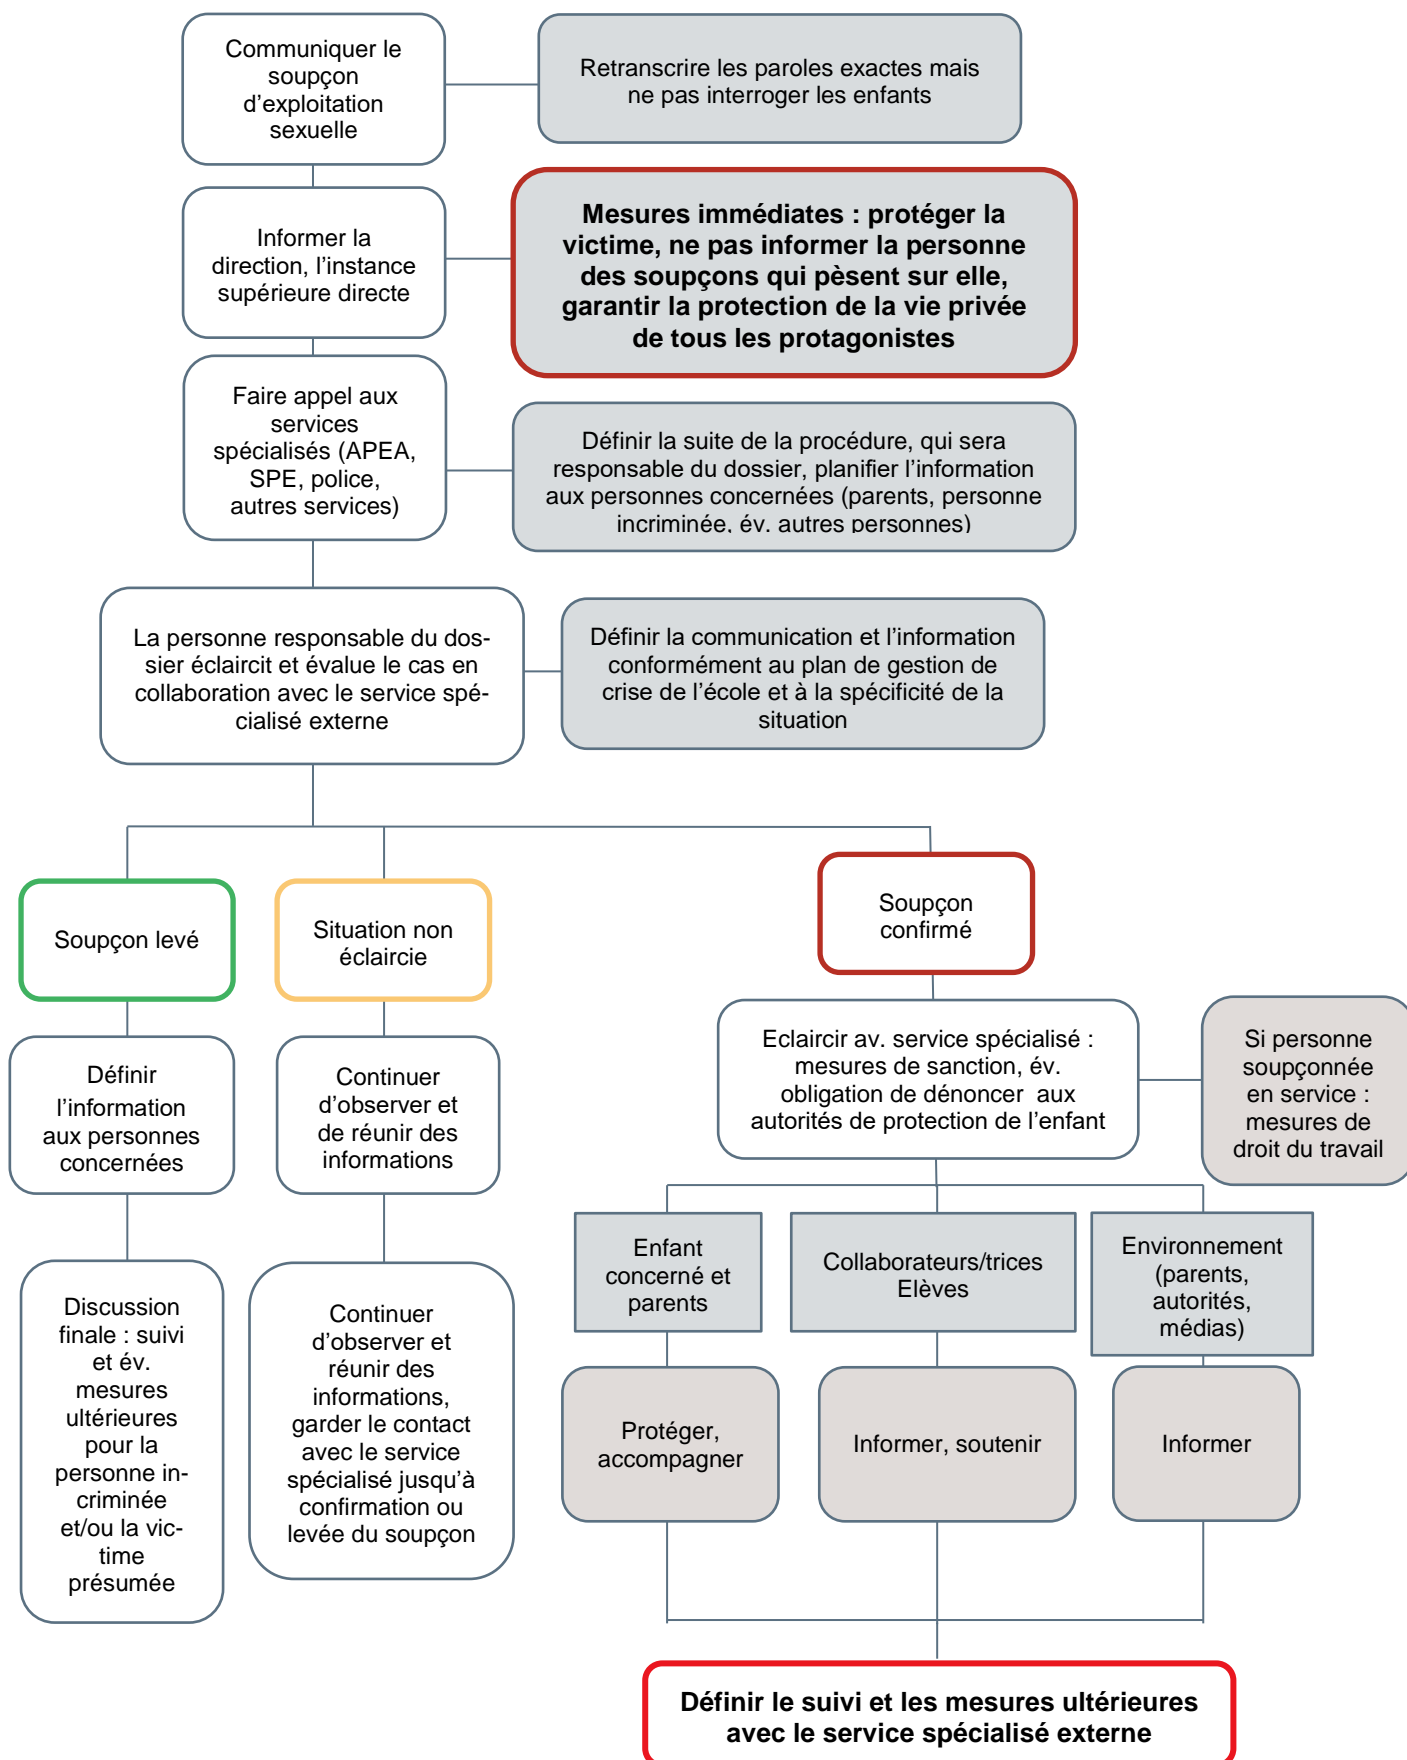 Communiquer le
soupçon
d’exploitation
sexuelle
Retranscrire les paroles exactes mais
ne pas interroger les enfants
Informer la
direction, l’instance
supérieure directe
Mesures immédiates : protéger la
victime, ne pas informer la personne
des soupçons qui pèsent sur elle,
garantir la protection de la vie privée
de tous les protagonistes
Faire appel aux
services
spécialisés (APEA,
SPE, police,
autres services)
Définir la suite de la procédure, qui sera
responsable du dossier, planifier l’information
aux personnes concernées (parents, personne
incriminée, év. autres personnes)
La personne responsable du dos-
sier éclaircit et évalue le cas en
collaboration avec le service spé-
cialisé externe
Définir la communication et l’information
conformément au plan de gestion de
crise de l’école et à la spécificité de la
situation
Soupçon levé
Situation non
éclaircie
Soupçon
confirmé
Définir
l’information
aux personnes
concernées
Continuer
d’observer et
de réunir des
informations
Eclaircir av. service spécialisé :
mesures de sanction, év.
obligation de dénoncer  aux
autorités de protection de l’enfant
Si personne
soupçonnée
en service :
mesures de
droit du travail
Discussion
finale : suivi
et év.
mesures
ultérieures
pour la
personne in-
criminée
et/ou la vic-
time
présumée
Continuer
d’observer et
réunir des
informations,
garder le contact
avec le service
spécialisé jusqu’à
confirmation ou
levée du soupçon
Enfant
concerné et
parents
Collaborateurs/trices
Elèves
Environnement
(parents,
autorités,
médias)
Protéger,
accompagner
Informer, soutenir
Informer
Définir le suivi et les mesures ultérieures
avec le service spécialisé externe